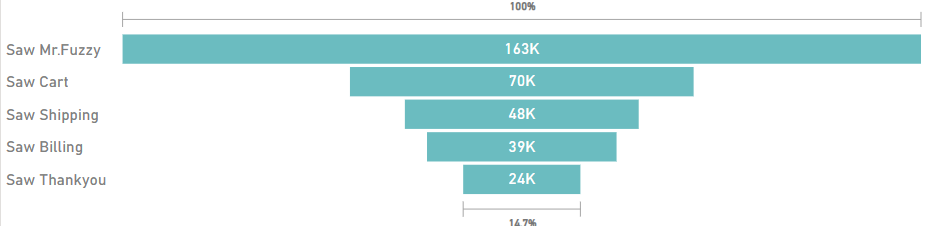 100%
Saw Mr.Fuzzy 163K
Saw Cart 70K
Saw Shipping 48K
Saw Billing 39K
Saw Thankyou 24K
14.7%